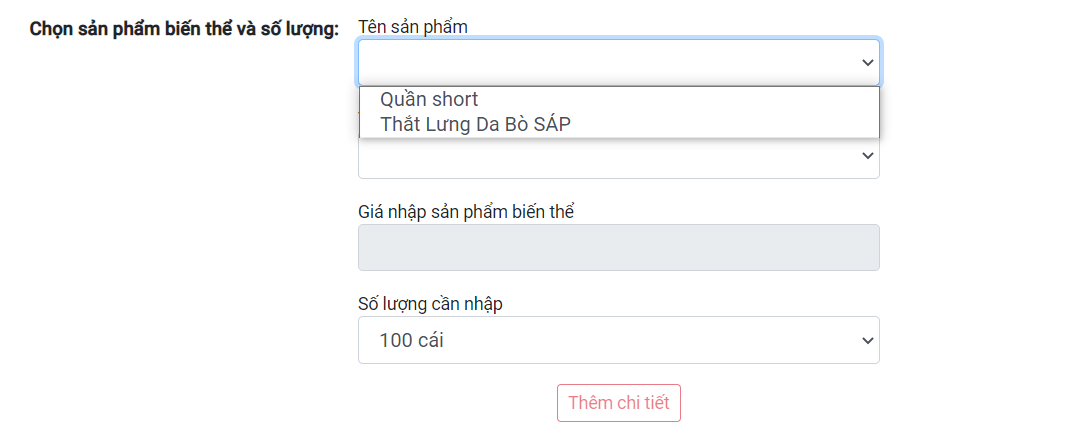 Chọn sản phẩm biến thể và số lượng:
Tên sản phẩm
Quần short
Thắt Lưng Da Bò SÁP
Giá nhập sản phẩm biến thể
Số lượng cần nhập
100 cái
Thêm chi tiết